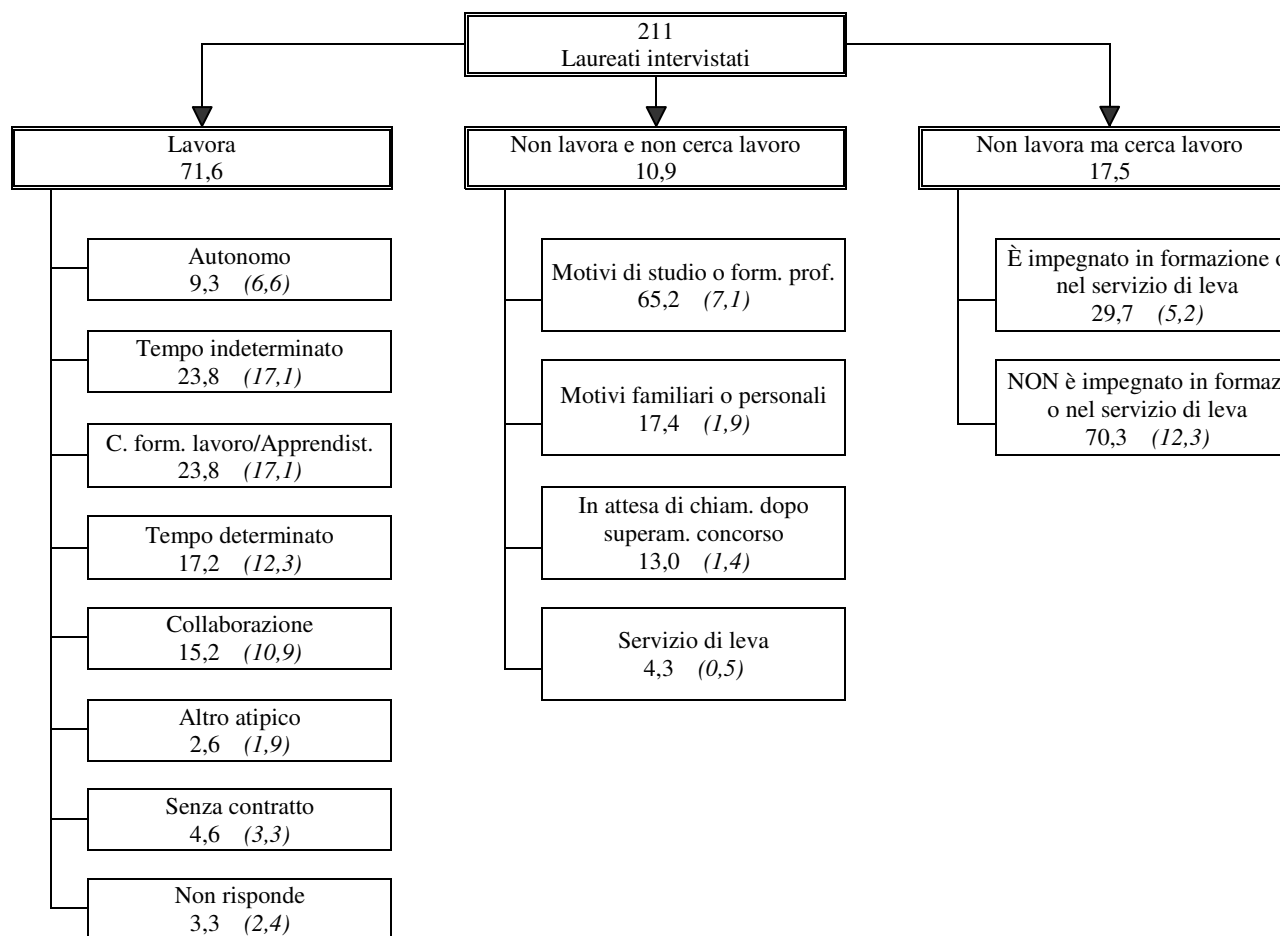 211
Laureati intervistati
Lavora
71,6
Autonomo
9,3 (6,6)
Tempo indeterminato
23,8 (17,1)
C. form. lavoro/Apprendist.
23,8 (17,1)
Tempo determinato
17,2 (12,3)
Collaborazione
15,2 (10,9)
Altro atipico
2,6 (1,9)
Senza contratto
4,6 (3,3)
Non risponde
3,3 (2,4)
Non lavora e non cerca lavoro
10,9
Motivi di studio o form. prof.
65,2 (7,1)
Motivi familiari o personali
17,4 (1,9)
In attesa di chiam. dopo
superam. concorso
13,0 (1,4)
Servizio di leva
4,3 (0,5)
Non lavora ma cerca lavoro
17,5
È impegnato in formazione o
nel servizio di leva
29,7 (5,2)
NON è impegnato in formaz
o nel servizio di leva
70,3 (12,3)